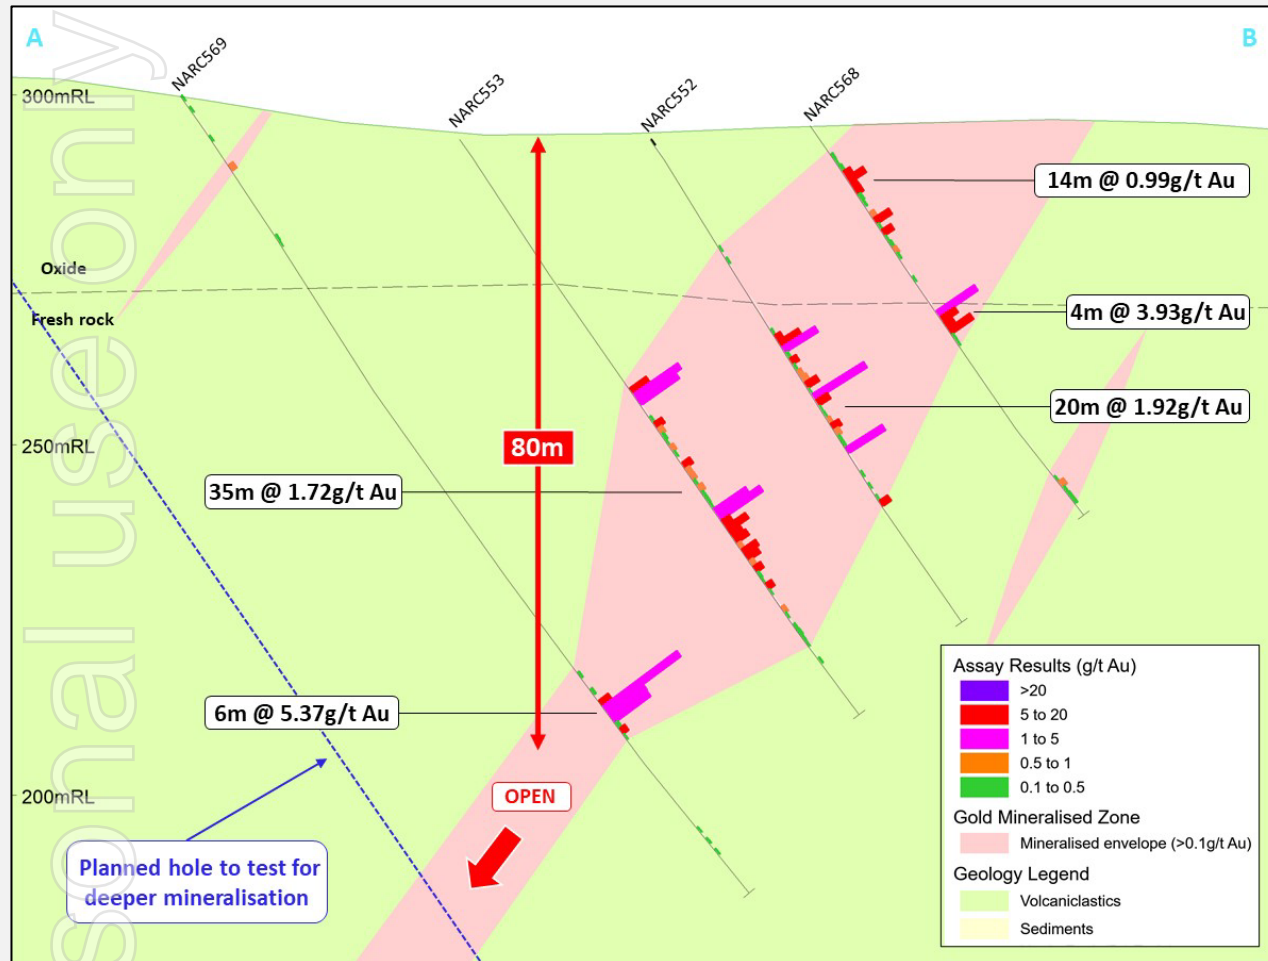 A
B
NARC569
NARC553
NARC552
NARC568
300mRL
14m @ 0.99g/t Au
Oxide
Fresh rock
4m @ 3.93g/t Au
20m @ 1.92g/t Au
250mRL
80m
35m @ 1.72g/t Au
6m @ 5.37g/t Au
200mRL
OPEN
Planned hole to test for
deeper mineralisation
Assay Results (g/t Au)
>20
5 to 20
1 to 5
0.5 to 1
0.1 to 0.5
Gold Mineralised Zone
Mineralised envelope (>0.1g/t Au)
Geology Legend
Volcaniclastics
Sediments
sonal use only